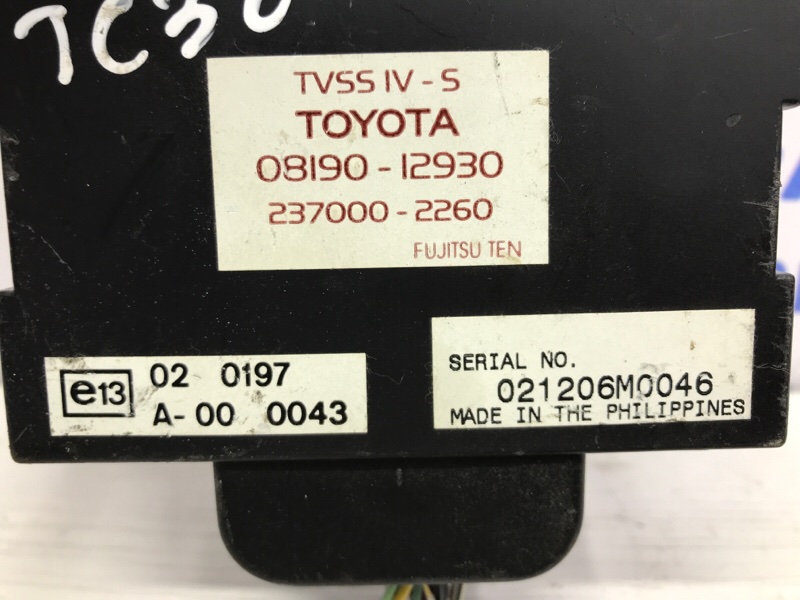 TC30
TVSS IV - S
TOYOTA
08190 - 12930
237000 - 2260
FUJITSU TEN
e13
02 0197
A-00 0043
SERIAL NO.
021206M0046
MADE IN THE PHILIPPINES